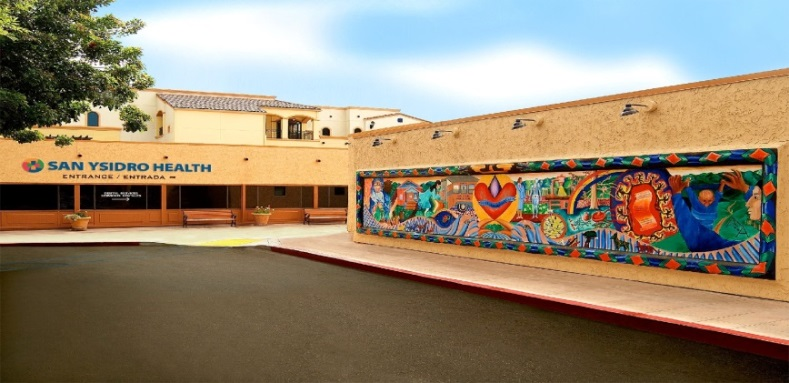 SAN YSIDRO HEALTH
ENTRANCE / ENTRADA